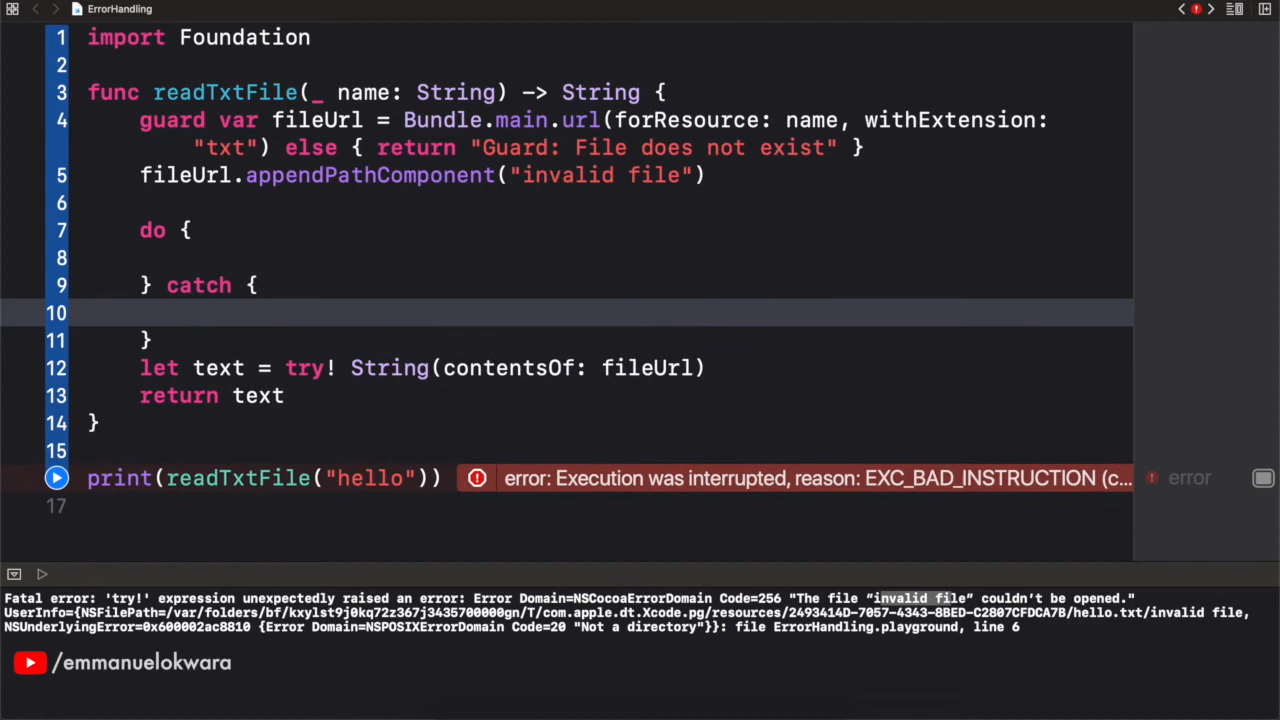 ErrorHandling
1 import Foundation
2
3 func readTxtFile(_ name: String) -> String {
4 guard var fileUrl = Bundle.main.url(forResource: name, withExtension:
"txt") else { return "Guard: File does not exist" }
5 fileUrl.appendPathComponent("invalid file")
6
7 do {
8
9 } catch {
10
11 }
12 let text = try! String(contentsOf: fileUrl)
13 return text
14 }
15
print(readTxtFile("hello")) error: Execution was interrupted, reason: EXC_BAD_INSTRUCTION (c... error
17
Fatal error: 'try!' expression unexpectedly raised an error: Error Domain=NSCocoaErrorDomain Code=256 "The file “invalid file” couldn’t be opened."
UserInfo={NSFilePath=/var/folders/bf/kxylst9j0kq72z367j3435700000gn/T/com.apple.dt.Xcode.pg/resources/2493414D-7057-4343-8BED-C2807CFDCA7B/hello.txt/invalid file,
NSUnderlyingError=0x600002ac8810 {Error Domain=NSPOSIXErrorDomain Code=20 "Not a directory"}}: file ErrorHandling.playground, line 6
/emmanuelokwara